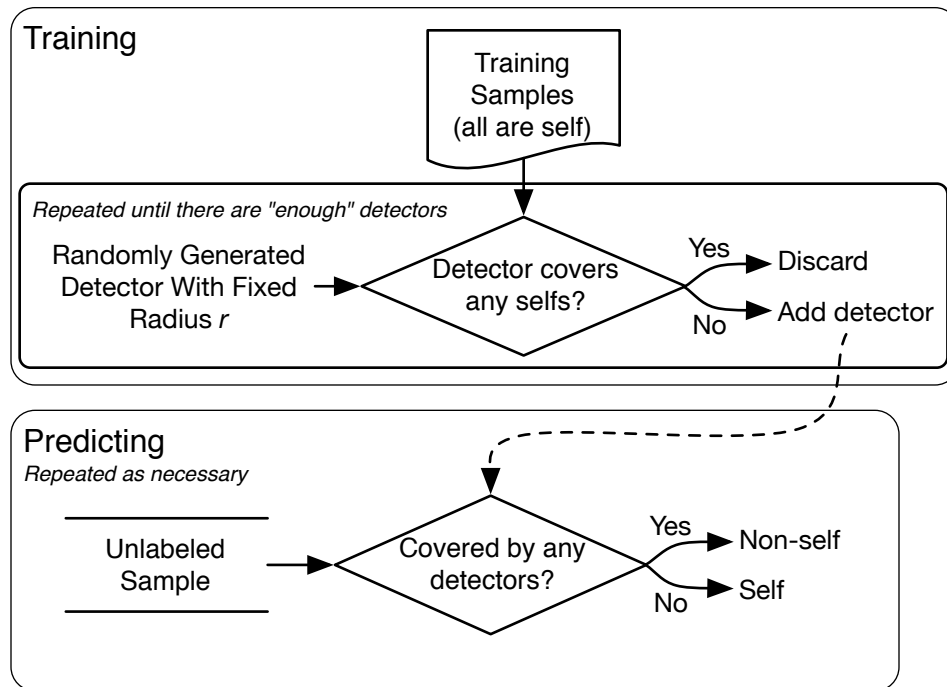 Training
Training
Samples
(all are self)
Repeated until there are "enough" detectors
Randomly Generated
Detector With Fixed
Radius r
Detector covers
any selfs?
Yes
Discard
No
Add detector
Predicting
Repeated as necessary
Unlabeled
Sample
Covered by any
detectors?
Yes
Non-self
No
Self